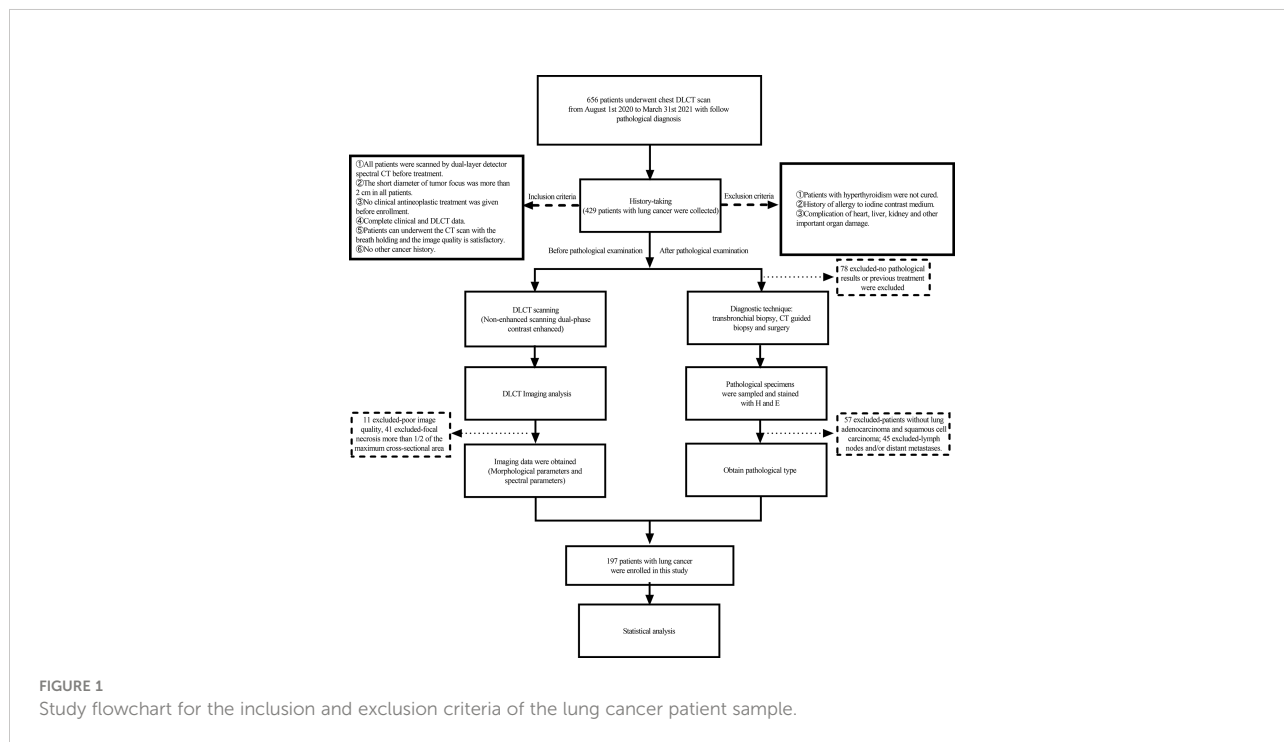 656 patients underwent chest DLCT scan
from August 1st 2020 to March 31st 2021 with follow
pathological diagnosis
①All patients were scanned by dual-layer detector
spectral CT before treatment.
②The short diameter of tumor focus was more than
2 cm in all patients.
③No clinical antineoplastic treatment was given
before enrollment.
④Complete clinical and DLCT data.
⑤Patients can underwent the CT scan with the
breath holding and the image quality is satisfactory.
⑥No other cancer history.
Inclusion criteria
History-taking
(429 patients with lung cancer were collected)
Exclusion criteria
①Patients with hyperthyroidism were not cured.
②History of allergy to iodine contrast medium.
③Complication of heart, liver, kidney and other
important organ damage.
Before pathological examination
After pathological examination
78 excluded-no pathological
results or previous treatment
were excluded
DLCT scanning
(Non-enhanced scanning dual-phase
contrast enhanced)
Diagnostic technique:
transbronchial biopsy, CT guided
biopsy and surgery
DLCT Imaging analysis
Pathological specimens
were sampled and stained
with H and E
11 excluded-poor image
quality, 41 excluded-focal
necrosis more than 1/2 of the
maximum cross-sectional area
57 excluded-patients without lung
adenocarcinoma and squamous cell
carcinoma; 45 excluded-lymph
nodes and/or distant metastases.
Imaging data were obtained
(Morphological parameters and
spectral parameters)
Obtain pathological type
197 patients with lung cancer
were enrolled in this study
Statistical analysis
FIGURE 1
Study flowchart for the inclusion and exclusion criteria of the lung cancer patient sample.